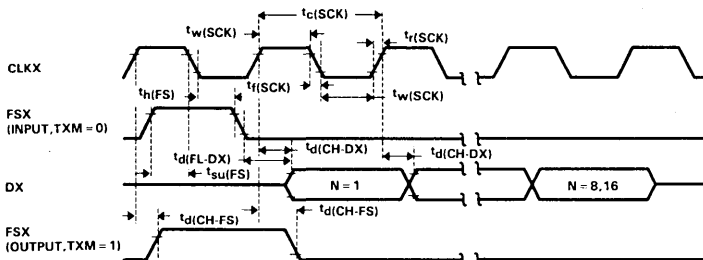 tc(SCK)
tw(SCK)
tr(SCK)
CLKX
th(FS)
tf(SCK)
tw(SCK)
FSX
(INPUT,TXM=0)
td(FL-DX)
td(CH-DX)
td(CH-DX)
tsu(FS)
DX
N = 1
N = 8,16
td(CH-FS)
td(CH-FS)
FSX
(OUTPUT,TXM = 1)